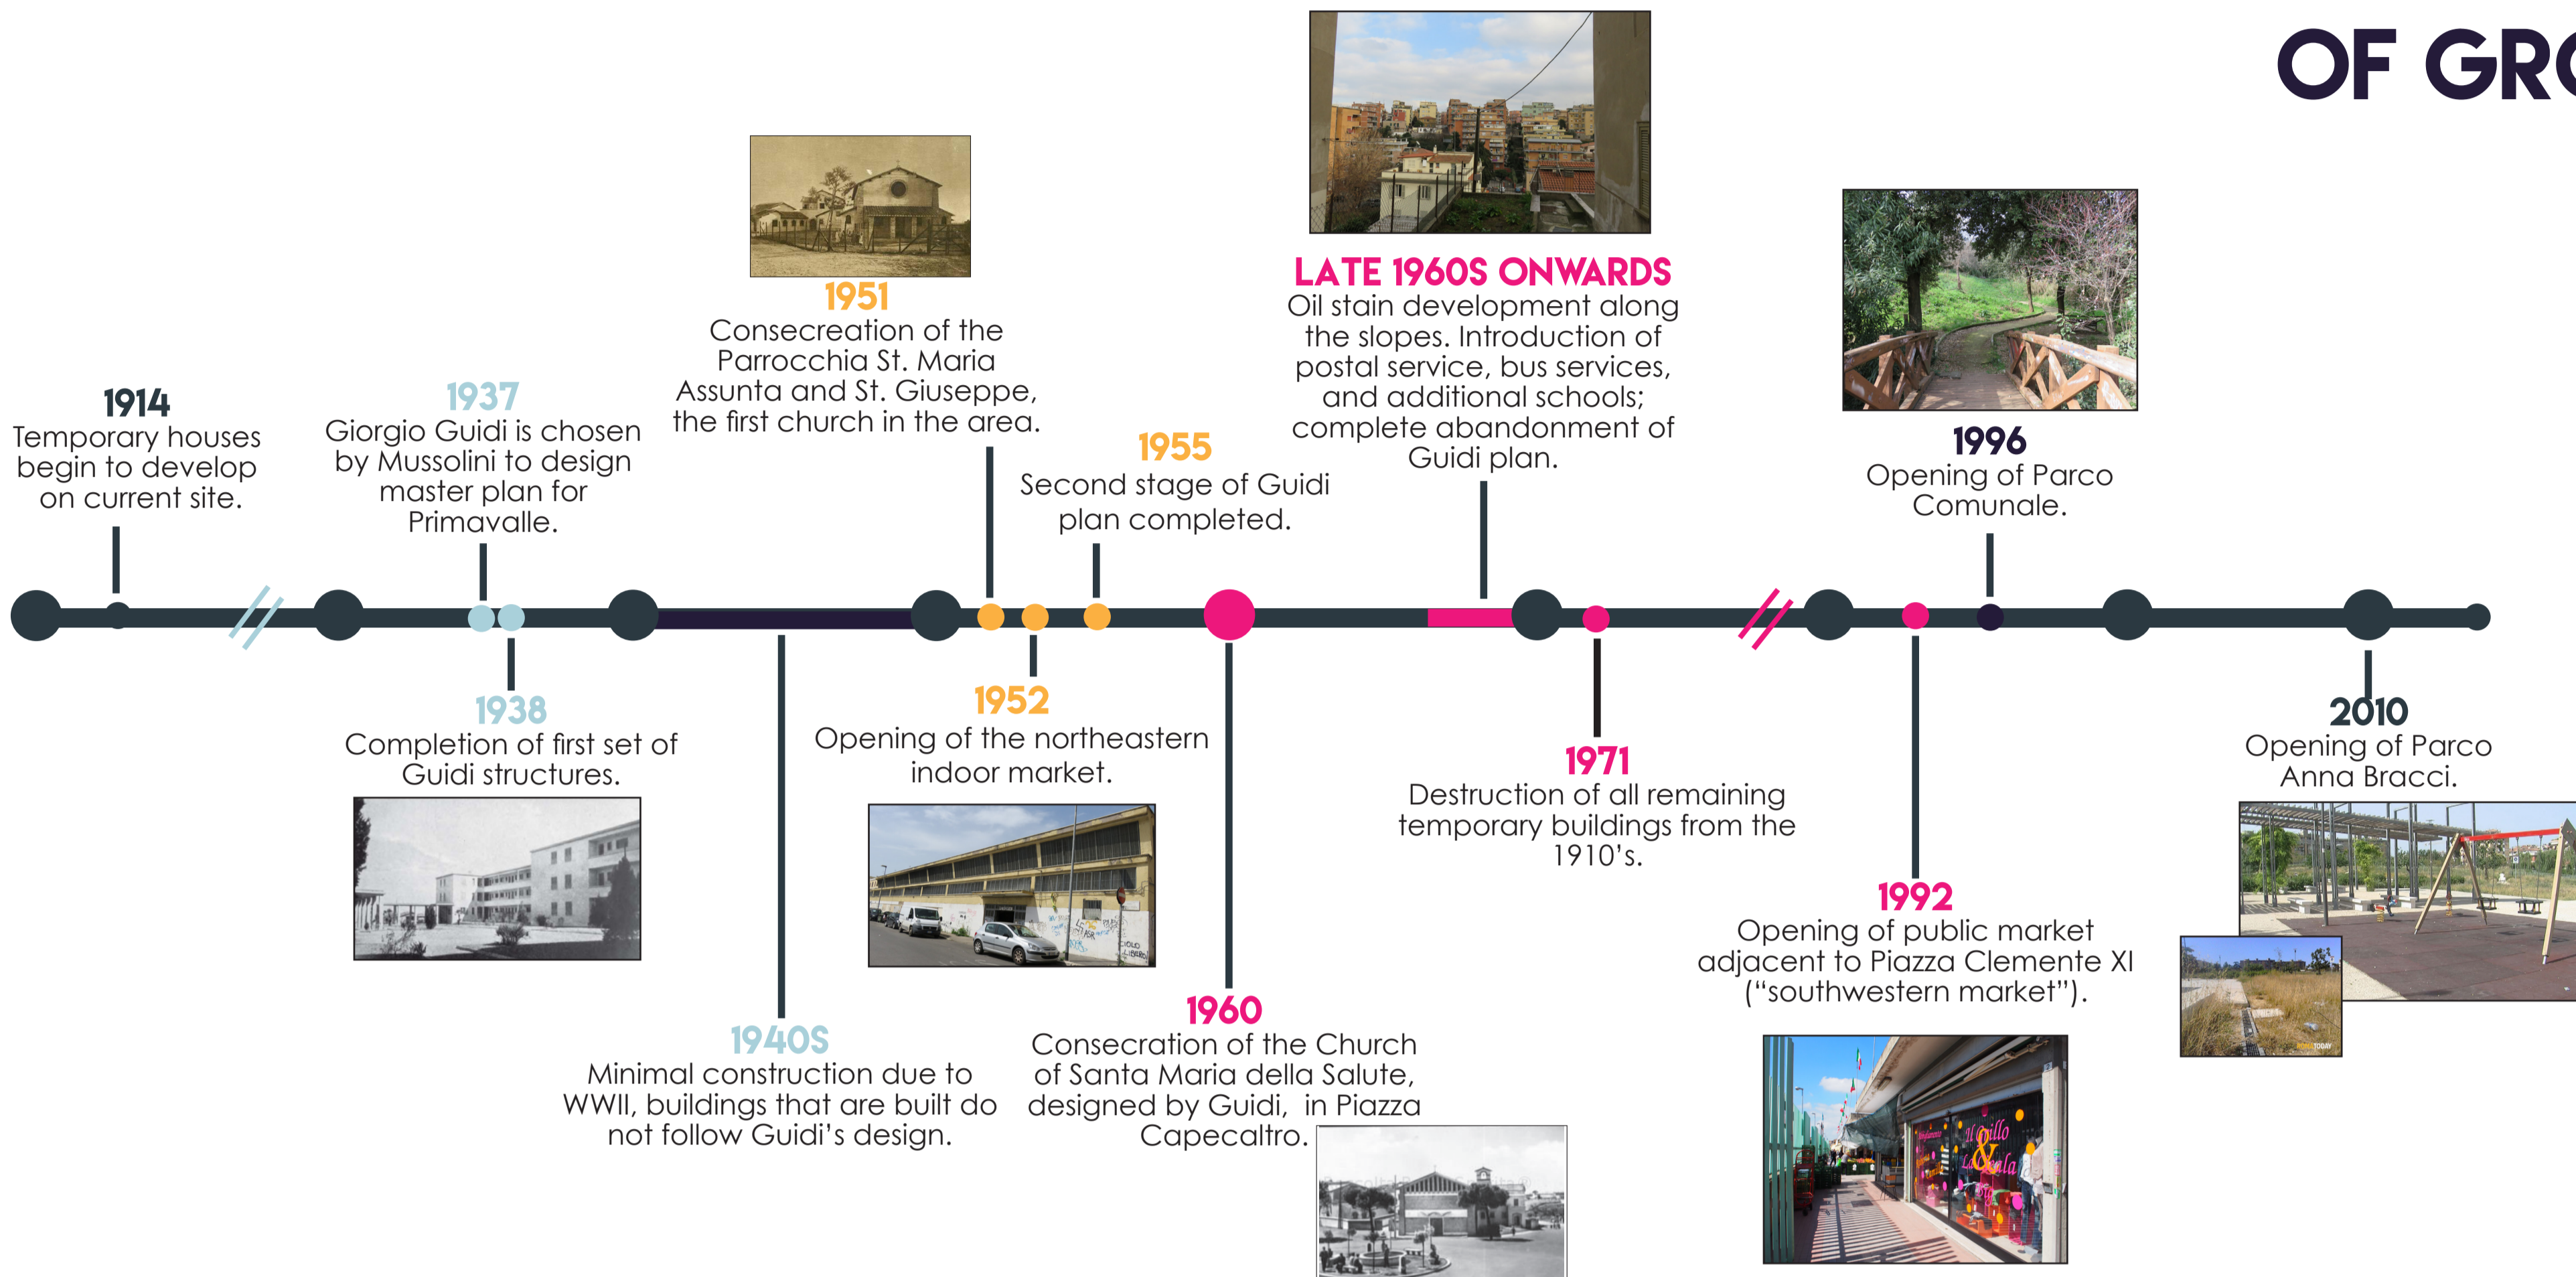 OF GRO
1914
Temporary houses
begin to develop
on current site.
1937
Giorgio Guidi is chosen
by Mussolini to design
master plan for
Primavalle.
1938
Completion of first set of
Guidi structures.
1940S
Minimal construction due to
WWII, buildings that are built do
not follow Guidi’s design.
1951
Consecreation of the
Parrocchia St. Maria
Assunta and St. Giuseppe,
the first church in the area.
1952
Opening of the northeastern
indoor market.
1955
Second stage of Guidi
plan completed.
1960
Consecration of the Church
of Santa Maria della Salute,
designed by Guidi, in Piazza
Capecaltro.
LATE 1960S ONWARDS
Oil stain development along
the slopes. Introduction of
postal service, bus services,
and additional schools;
complete abandonment of
Guidi plan.
1971
Destruction of all remaining
temporary buildings from the
1910’s.
1992
Opening of public market
adjacent to Piazza Clemente XI
(“southwestern market”).
Il Grillo
&
1996
Opening of Parco
Comunale.
2010
Opening of Parco
Anna Bracci.
ROMATODAY